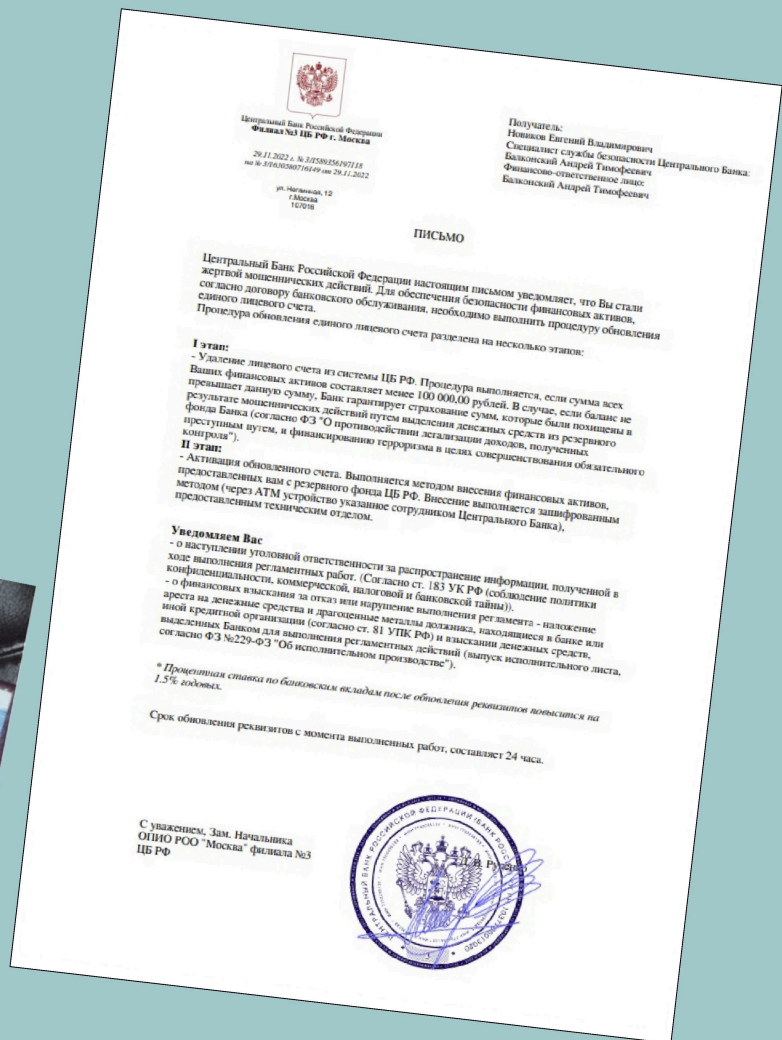 Центральный Банк Российской Федерации
Филиал №3 ЦБ РФ г. Москва
29.11.2022 г. № ЗЛ589356197118
на № ЗЛ630580716149 от 29.11.2022
ул. Неглинная, 12
г.Москва
107016
Получатель:
Новиков Евгений Владимирович
Специалист службы безопасности Центрального Банка:
Балконский Андрей Тимофеевич
Финансово-ответственное лицо:
Балконский Андрей Тимофеевич
ПИСЬМО
Центральный Банк Российской Федерации настоящим письмом уведомляет, что Вы стали
жертвой мошеннических действий. Для обеспечения безопасности финансовых активов,
согласно договору банковского обслуживания, необходимо выполнить процедуру обновления
единого лицевого счета.
Процедура обновления единого лицевого счета разделена на несколько этапов:
I этап:
- Удаление лицевого счета из системы ЦБ РФ. Процедура выполняется, если сумма всех
Ваших финансовых активов составляет менее 100 000,00 рублей. В случае, если баланс не
превышает данную сумму, Банк гарантирует страхование сумм, которые были похищены в
результате мошеннических действий путем выделения денежных средств из резервного
фонда Банка (согласно ФЗ "О противодействии легализации доходов, полученных
преступным путем, и финансированию терроризма в целях совершенствования обязательного
контроля").
II этап:
- Активация обновленного счета. Выполняется методом внесения финансовых активов,
предоставленных вам с резервного фонда ЦБ РФ. Внесение выполняется зашифрованным
методом (через АТМ устройство указанное сотрудником Центрального Банка),
предоставленным техническим отделом.
Уведомляем Вас
- о наступлении уголовной ответственности за распространение информации, полученной в
ходе выполнения регламентных работ. (Согласно ст. 183 УК РФ (соблюдение политики
конфиденциальности, коммерческой, налоговой и банковской тайны)).
- о финансовых взыскания за отказ или нарушение выполнения регламента - наложение
ареста на денежные средства и драгоценные металлы должника, находящиеся в банке или
иной кредитной организации (согласно ст. 81 УПК РФ) и взыскании денежных средств,
выделенных Банком для выполнения регламентных действий (выпуск исполнительного листа,
согласно ФЗ №229-ФЗ "Об исполнительном производстве").
* Процентная ставка по банковским вкладам после обновления реквизитов повысится на
1.5% годовых.
Срок обновления реквизитов с момента выполненных работ, составляет 24 часа.
С уважением, Зам. Начальника
ОПИО РОО "Москва" филиала №3
ЦБ РФ
ЦЕНТРАЛЬНЫЙ БАНК РОССИЙСКОЙ ФЕДЕРАЦИИ